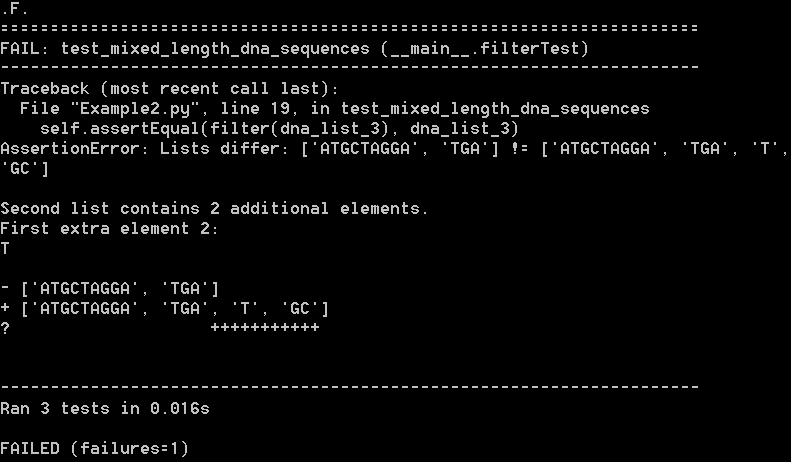 .F.
======================================================================
FAIL: test_mixed_length_dna_sequences (__main__.filterTest)
----------------------------------------------------------------------
Traceback (most recent call last):
  File "Example2.py", line 19, in test_mixed_length_dna_sequences
    self.assertEqual(filter(dna_list_3), dna_list_3)
AssertionError: Lists differ: ['ATGCTAGGA', 'TGA'] != ['ATGCTAGGA', 'TGA', 'T',
'GC']
Second list contains 2 additional elements.
First extra element 2:
T
- ['ATGCTAGGA', 'TGA']
+ ['ATGCTAGGA', 'TGA', 'T', 'GC']
?                    +++++++++++
----------------------------------------------------------------------
Ran 3 tests in 0.016s
FAILED (failures=1)